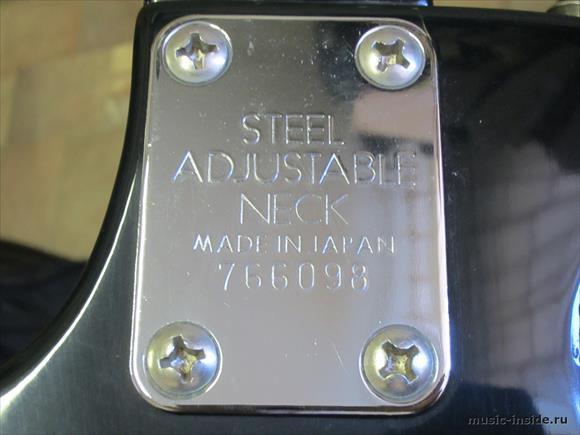 STEEL
ADJUSTABLE
NECK
MADE IN JAPAN
766098
music-inside.ru